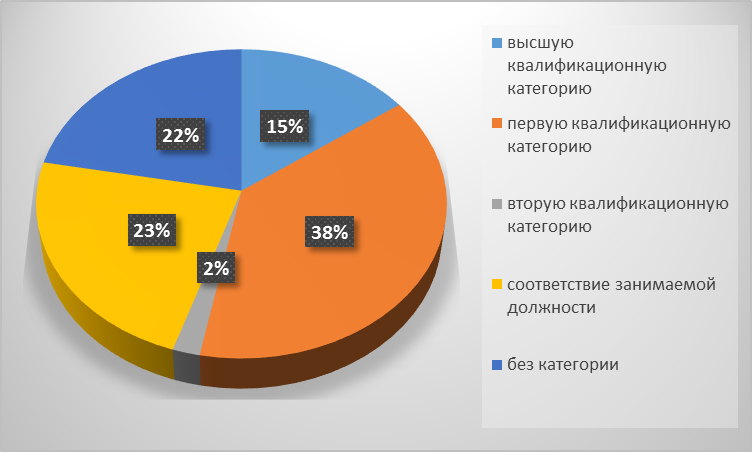 15%
38%
2%
23%
22%
высшую
квалификационную
категорию
первую квалификационную
категорию
вторую квалификационную
категорию
соответствие занимаемой
должности
без категории